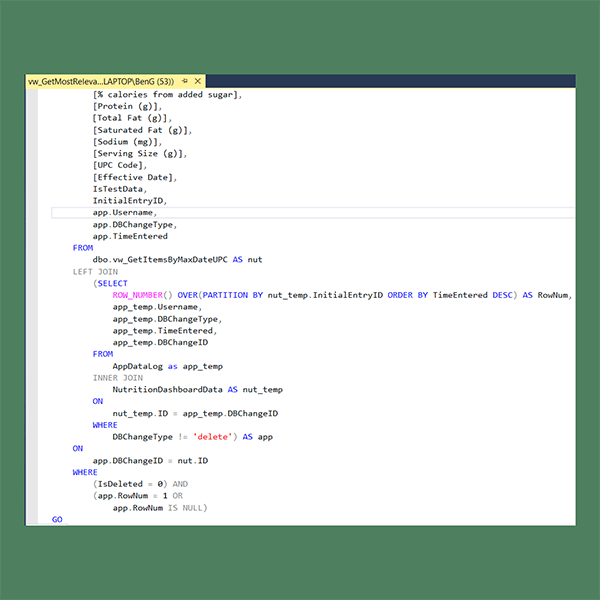 vw_GetMostReleva...LAPTOP\BenG (53))
[% calories from added sugar],
[Protein (g)],
[Total Fat (g)],
[Saturated Fat (g)],
[Sodium (mg)],
[Serving Size (g)],
[UPC Code],
[Effective Date],
IsTestData,
InitialEntryID,
app.Username,
app.DBChangeType,
app.TimeEntered
FROM
dbo.vw_GetItemsByMaxDateUPC AS nut
LEFT JOIN
(SELECT
ROW_NUMBER() OVER(PARTITION BY nut_temp.InitialEntryID ORDER BY TimeEntered DESC) AS RowNum,
app_temp.Username,
app_temp.DBChangeType,
app_temp.TimeEntered,
app_temp.DBChangeID
FROM
AppDataLog as app_temp
INNER JOIN
NutritionDashboardData AS nut_temp
ON
nut_temp.ID = app_temp.DBChangeID
WHERE
DBChangeType != 'delete') AS app
ON
app.DBChangeID = nut.ID
WHERE
(IsDeleted = 0) AND
(app.RowNum = 1 OR
app.RowNum IS NULL)
GO